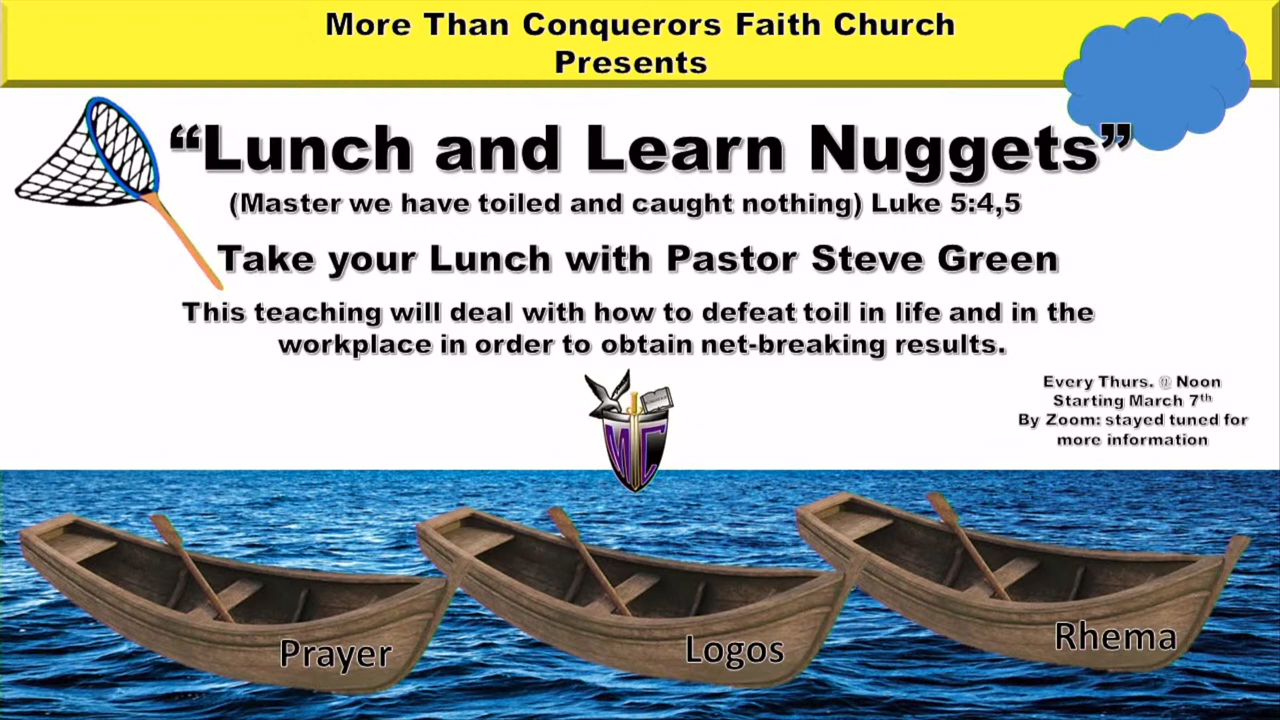 More Than Conquerors Faith Church
Presents
“Lunch and Learn Nuggets”
(Master we have toiled and caught nothing) Luke 5:4,5
Take your Lunch with Pastor Steve Green
This teaching will deal with how to defeat toil in life and in the
workplace in order to obtain net-breaking results.
Every Thurs. @ Noon
Starting March 7th
By Zoom: stayed tuned for
more information
MTC
Prayer
Logos
Rhema